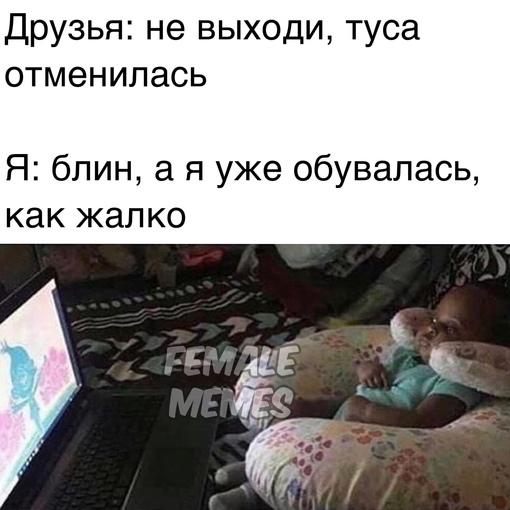 Друзья: не выходи, туса
отменилась
Я: блин, а я уже обувалась,
как жалко
FEMALE
MEMES